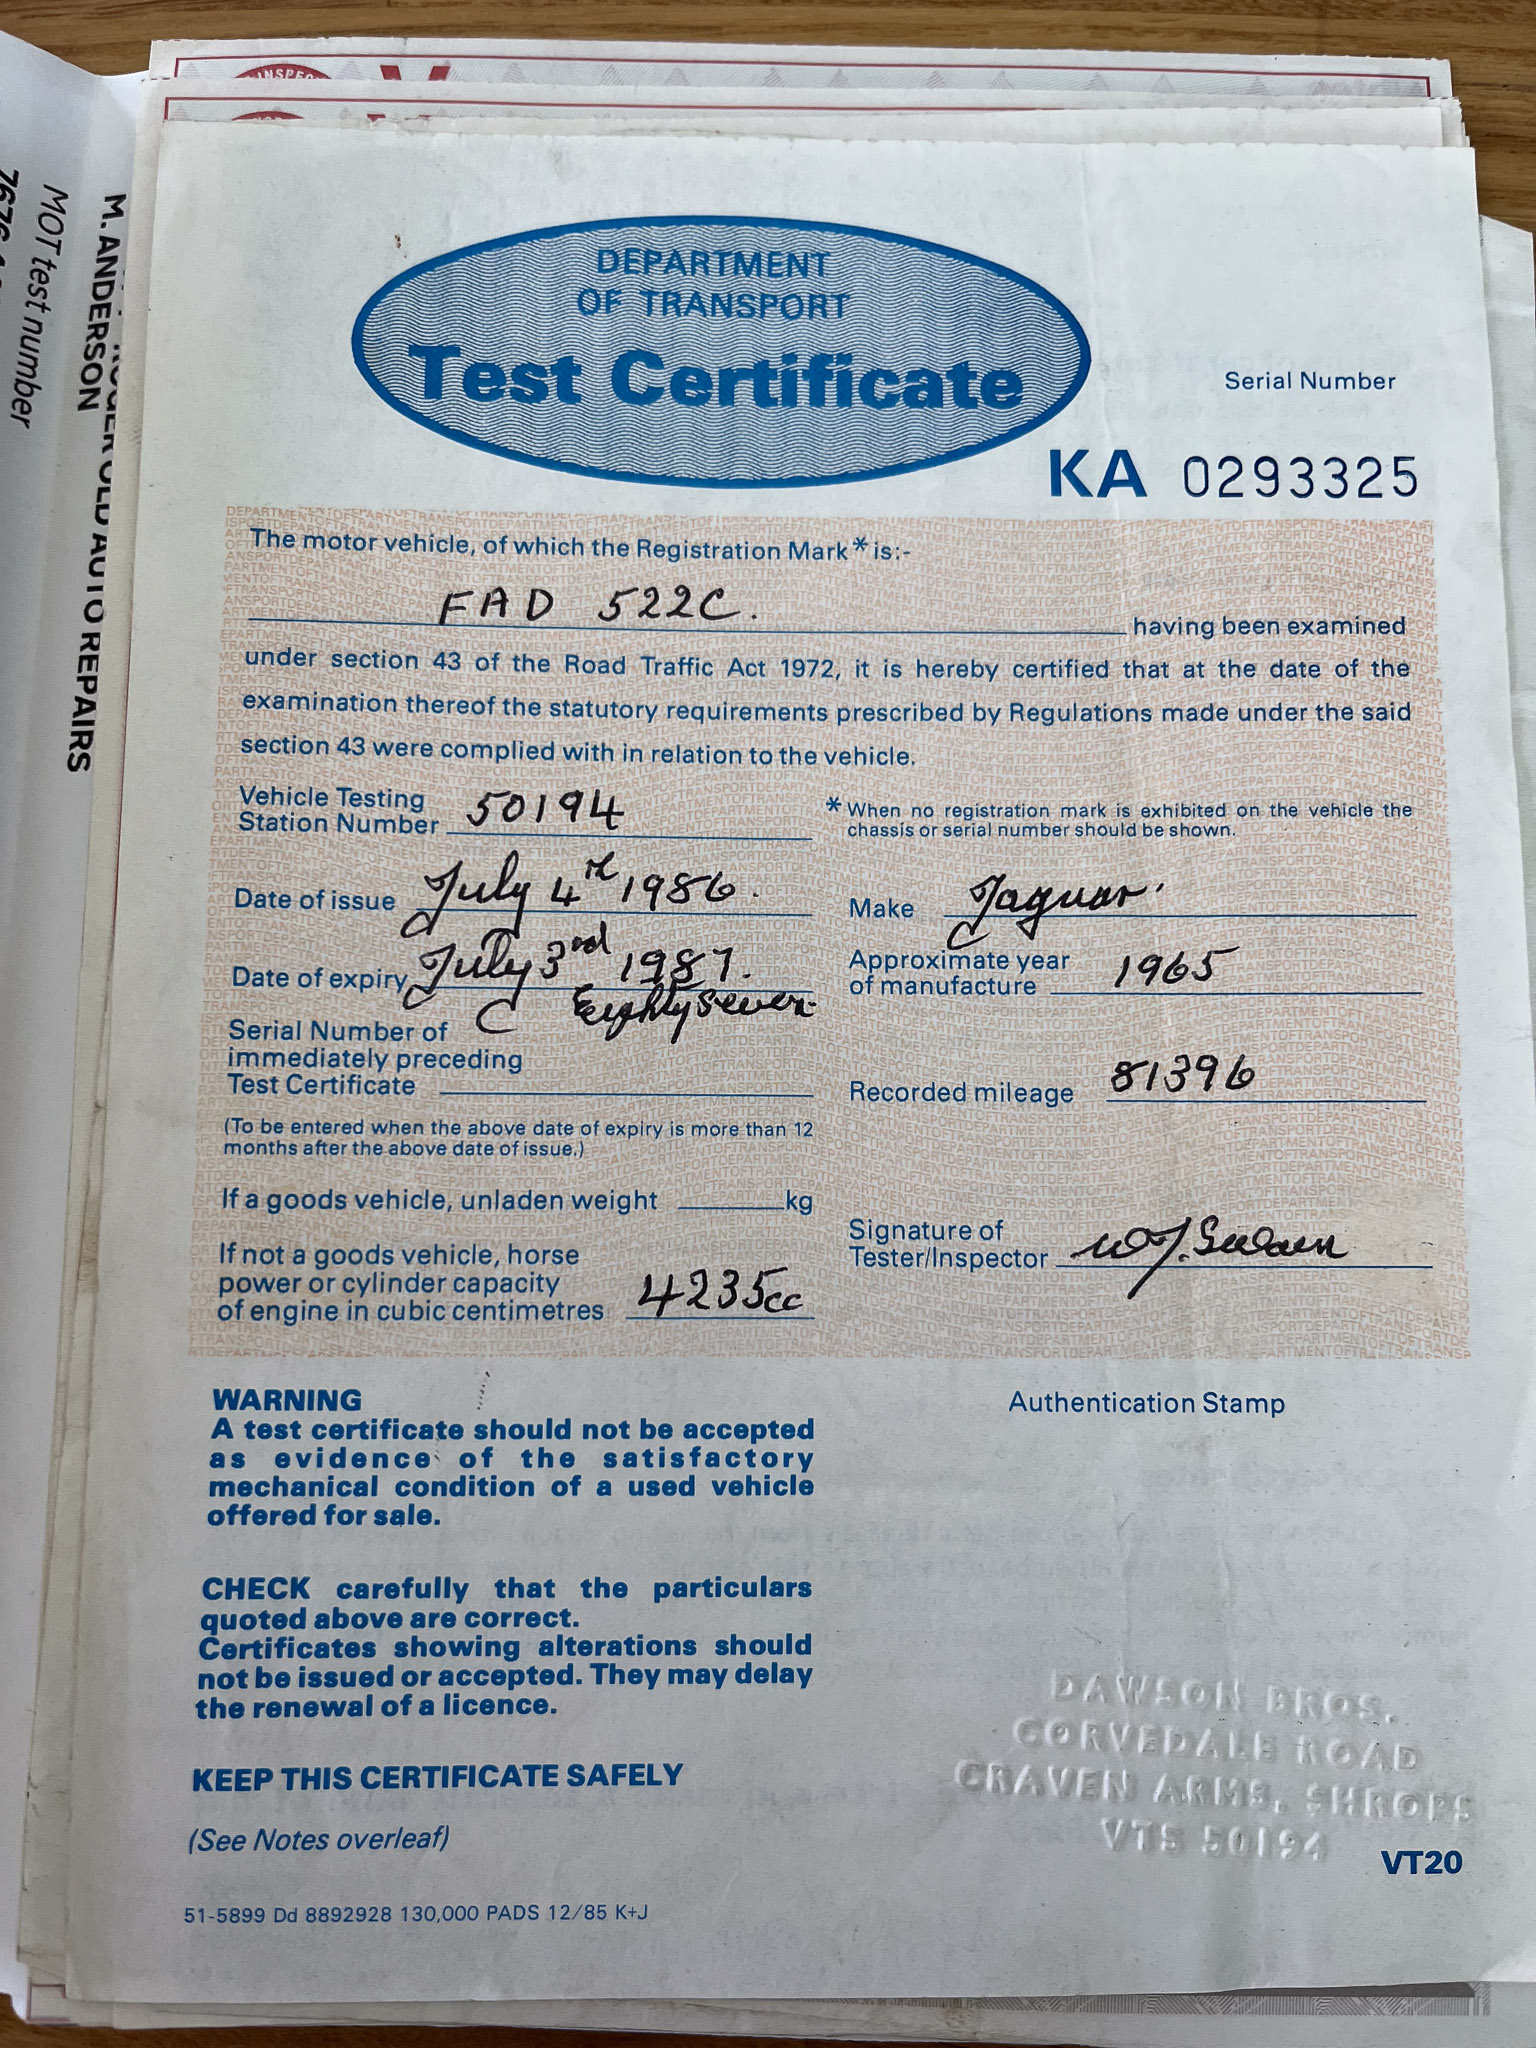 INSPEC
M. ANDERSON
OLD AUTO REPAIRS
MOT test number
DEPARTMENT
OF TRANSPORT
Test Certificate
Serial Number
KA 0293325
The motor vehicle, of which the Registration Mark * is:-
FAD 522C.
having been examined
under section 43 of the Road Traffic Act 1972, it is hereby certified that at the date of the
examination thereof the statutory requirements prescribed by Regulations made under the said
section 43 were complied with in relation to the vehicle.
Vehicle Testing
Station Number 50194
* When no registration mark is exhibited on the vehicle the
chassis or serial number should be shown.
Date of issue July 4th 1986.
Make Jaguar.
Date of expiry July 3rd 1987.
Eighty Seven
Approximate year
of manufacture 1965
Serial Number of
immediately preceding
Test Certificate
Recorded mileage 81396
(To be entered when the above date of expiry is more than 12
months after the above date of issue.)
If a goods vehicle, unladen weight kg
If not a goods vehicle, horse
power or cylinder capacity
of engine in cubic centimetres 4235cc
Signature of
Tester/Inspector
WARNING
A test certificate should not be accepted
as evidence of the satisfactory
mechanical condition of a used vehicle
offered for sale.
CHECK carefully that the particulars
quoted above are correct.
Certificates showing alterations should
not be issued or accepted. They may delay
the renewal of a licence.
KEEP THIS CERTIFICATE SAFELY
(See Notes overleaf)
51-5899 Dd 8892928 130,000 PADS 12/85 K+J
Authentication Stamp
DAWSON BROS.
CORVEDALE ROAD
CRAVEN ARMS. SHROPS
VTS 50194
VT20